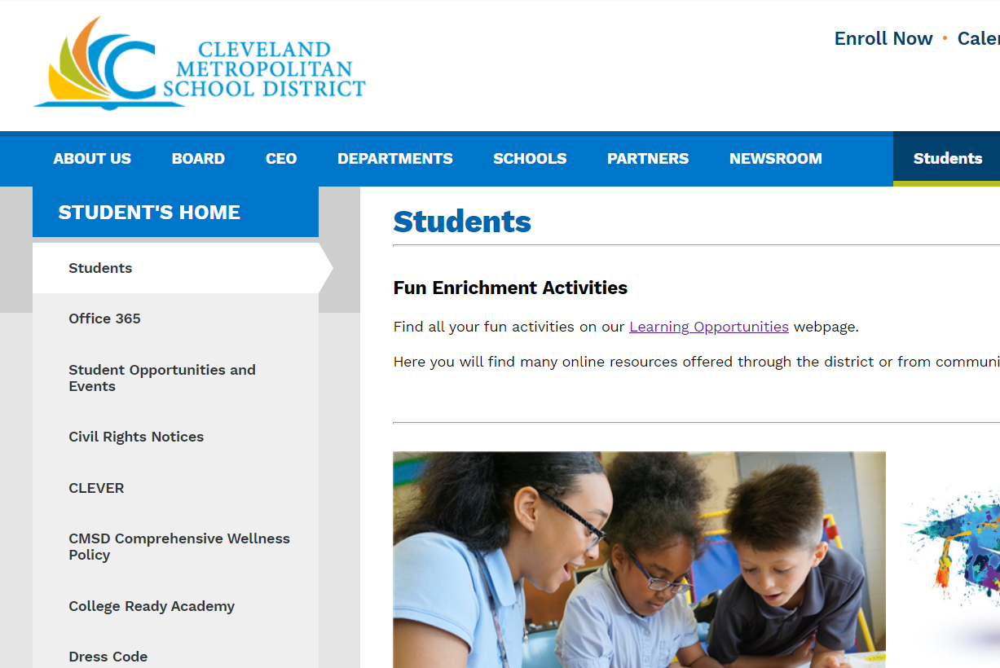 CLEVELAND
METROPOLITAN
SCHOOL DISTRICT
Enroll Now •
ABOUT US BOARD CEO DEPARTMENTS SCHOOLS PARTNERS NEWSROOM Students
STUDENT'S HOME
Students
Office 365
Student Opportunities and
Events
Civil Rights Notices
CLEVER
CMSD Comprehensive Wellness
Policy
College Ready Academy
Dress Code
Students
Fun Enrichment Activities
Find all your fun activities on our Learning Opportunities webpage.
Here you will find many online resources offered through the district or from